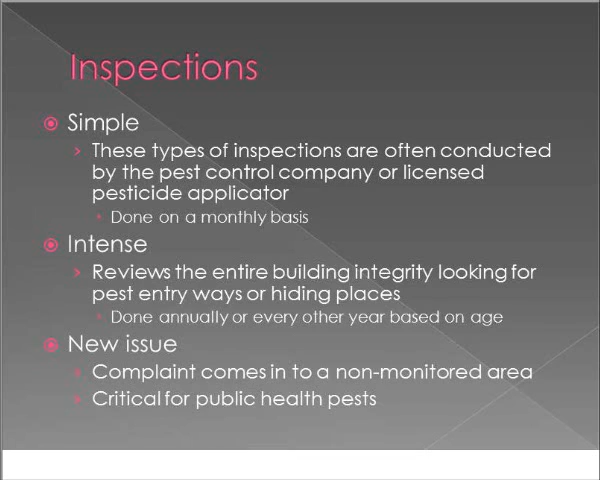 Inspections
Simple
These types of inspections are often conducted
by the pest control company or licensed
pesticide applicator
Done on a monthly basis
Intense
Reviews the entire building integrity looking for
pest entry ways or hiding places
Done annually or every other year based on age
New issue
Complaint comes in to a non-monitored area
Critical for public health pests